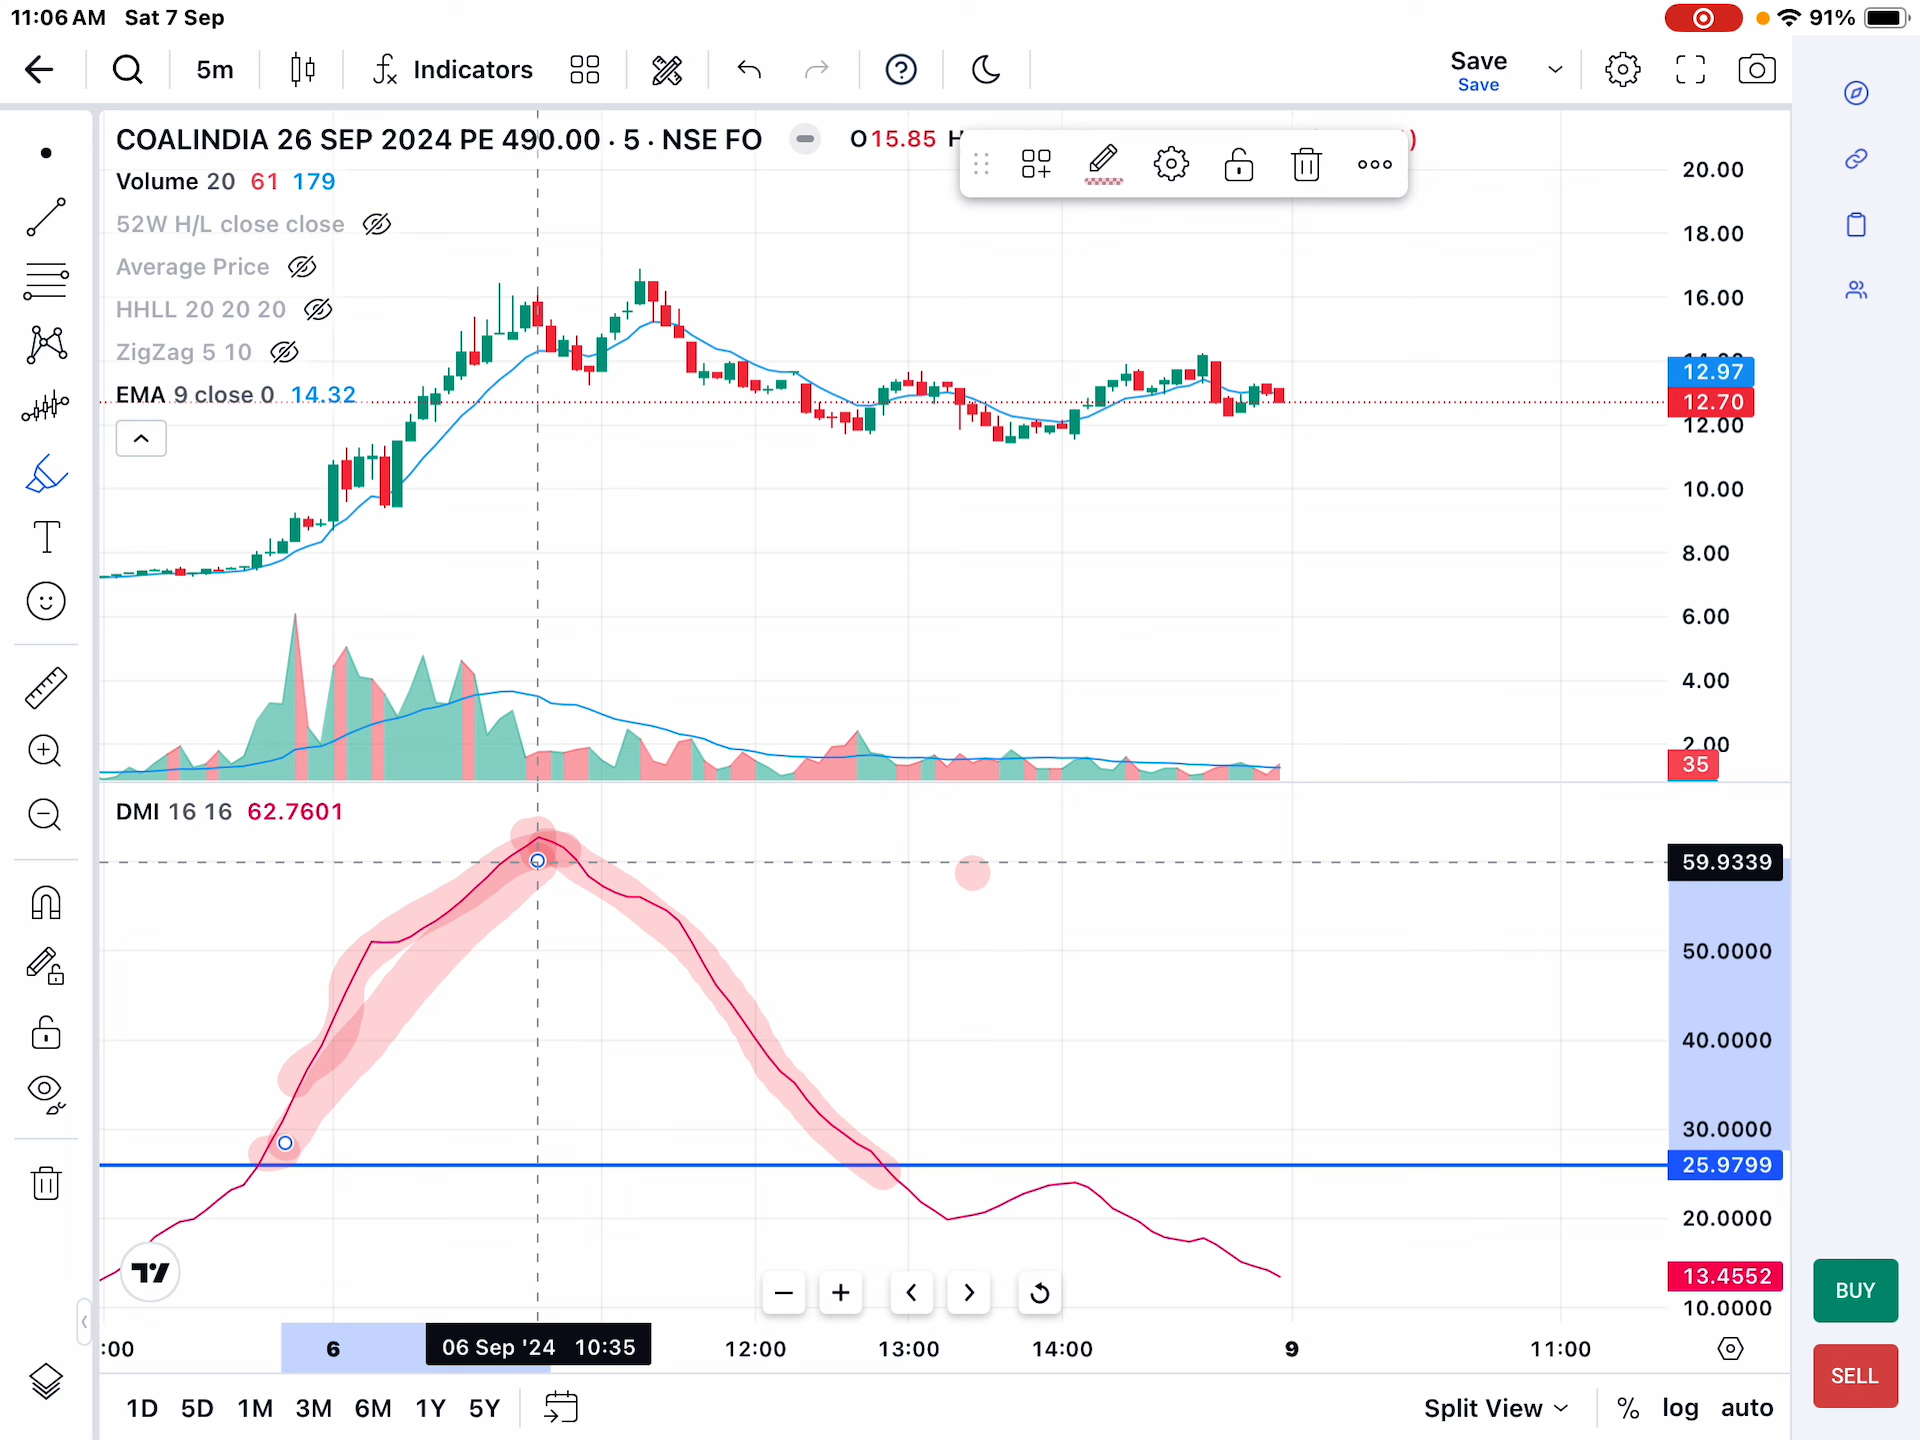 11:06 AM Sat 7 Sep 91%
5m Indicators Save
Save
COALINDIA 26 SEP 2024 PE 490.00 · 5 · NSE FO O15.85 H )
Volume 20 61 179
52W H/L close close
Average Price
HHLL 20 20 20
ZigZag 5 10
EMA 9 close 0 14.32
20.00
18.00
16.00
12.97
12.70
12.00
10.00
8.00
6.00
4.00
2.00
35
DMI 16 16 62.7601
59.9339
50.0000
40.0000
30.0000
25.9799
20.0000
13.4552
10.0000
:00 6 06 Sep '24 10:35 12:00 13:00 14:00 9 11:00
1D 5D 1M 3M 6M 1Y 5Y Split View % log auto
BUY
SELL